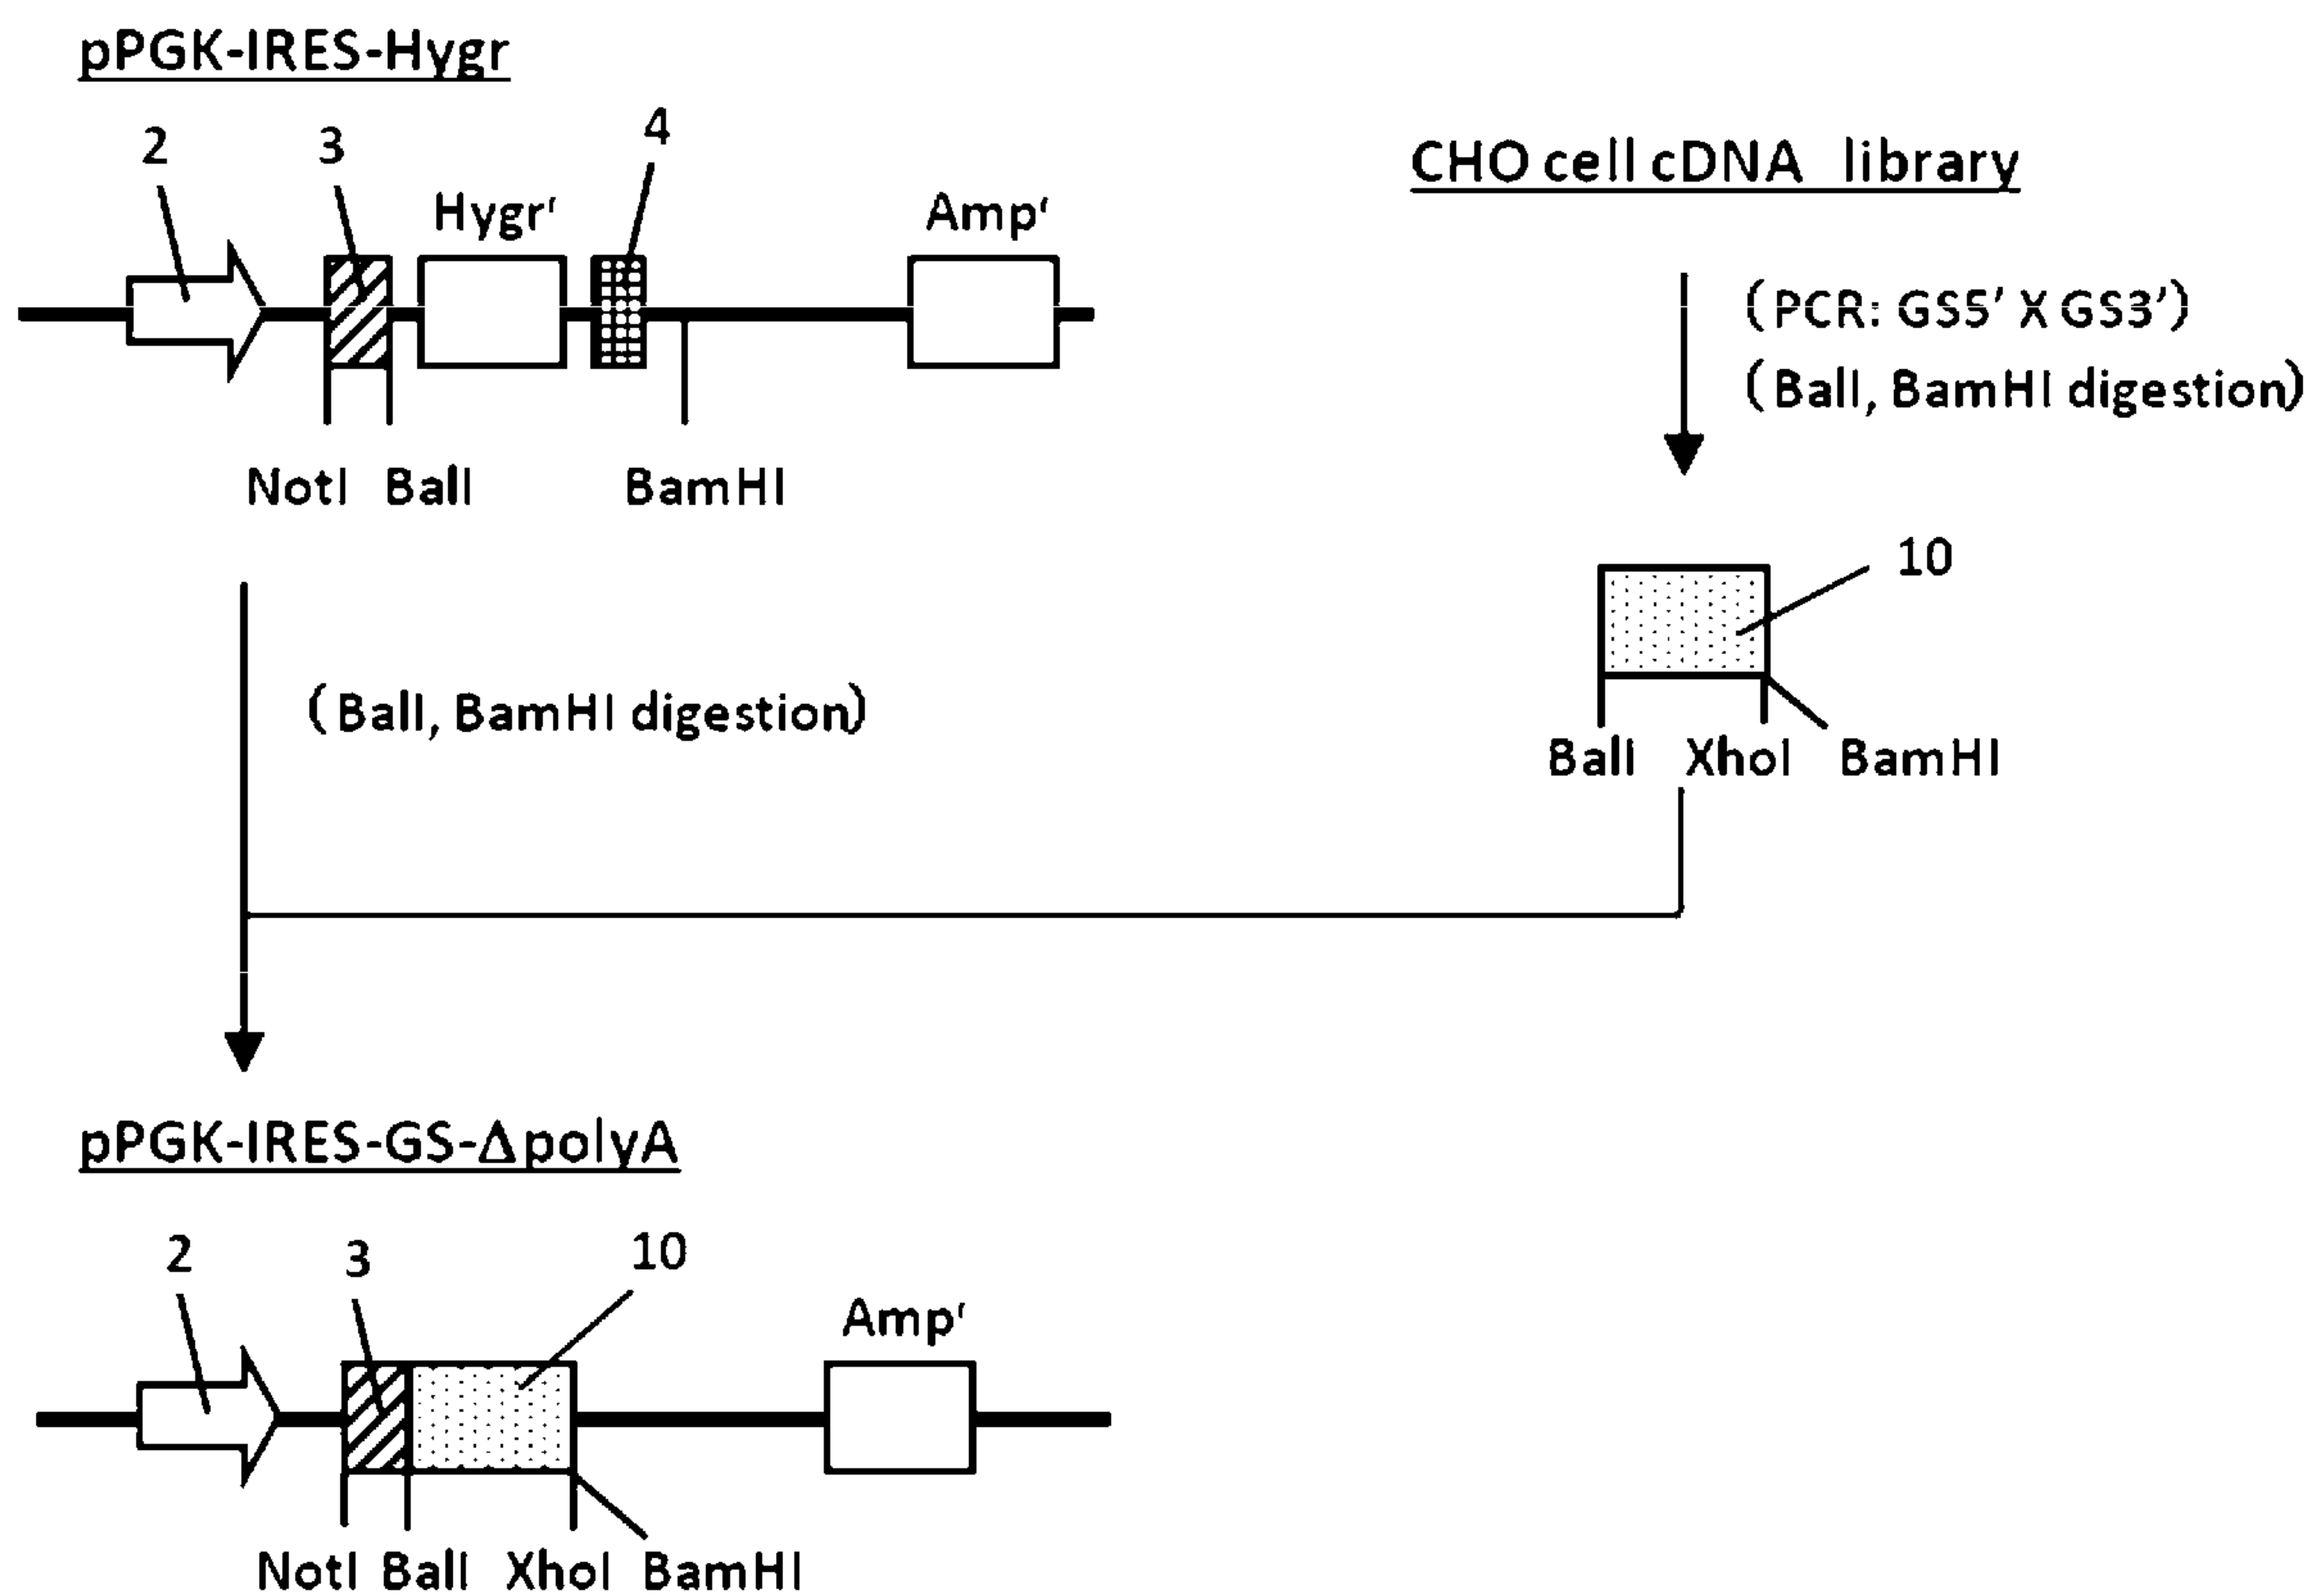 pPGK-IRES-Hygr
2 3 4
Hygrʳ Ampʳ
NotI BalI BamHI
CHO cell cDNA library
(PCR: GS5' X GS3')
(BalI, BamHI digestion)
10
BalI XhoI BamHI
(BalI, BamHI digestion)
pPGK-IRES-GS-ΔpolyA
2 3 10
Ampʳ
NotI BalI XhoI BamHI